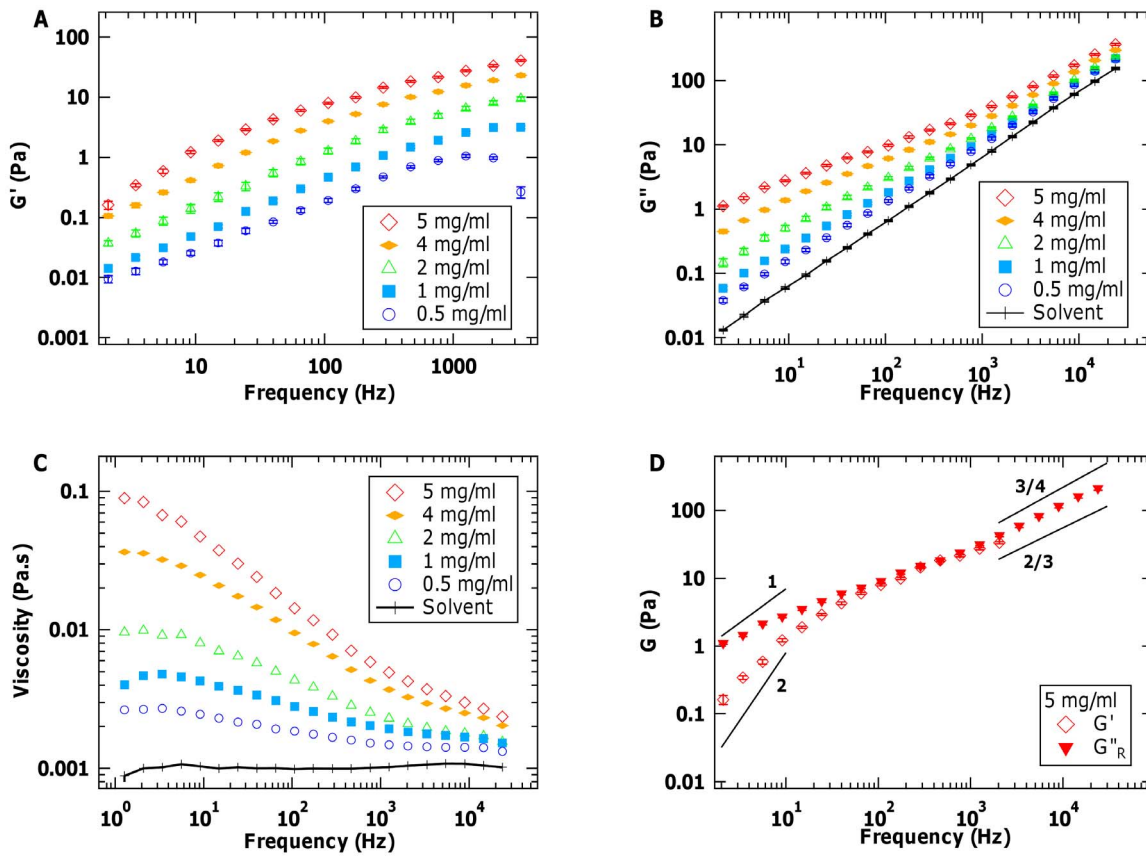 A
100
10
1
0.1
0.01
0.001
G' (Pa)
5 mg/ml
4 mg/ml
2 mg/ml
1 mg/ml
0.5 mg/ml
10 100 1000
Frequency (Hz)
B
100
10
1
0.1
0.01
G" (Pa)
5 mg/ml
4 mg/ml
2 mg/ml
1 mg/ml
0.5 mg/ml
Solvent
10¹ 10² 10³ 10⁴
Frequency (Hz)
C
0.1
0.01
0.001
Viscosity (Pa.s)
5 mg/ml
4 mg/ml
2 mg/ml
1 mg/ml
0.5 mg/ml
Solvent
10⁰ 10¹ 10² 10³ 10⁴
Frequency (Hz)
D
100
10
1
0.1
0.01
G (Pa)
3/4
2/3
1
2
5 mg/ml
G'
G"R
10¹ 10² 10³ 10⁴
Frequency (Hz)